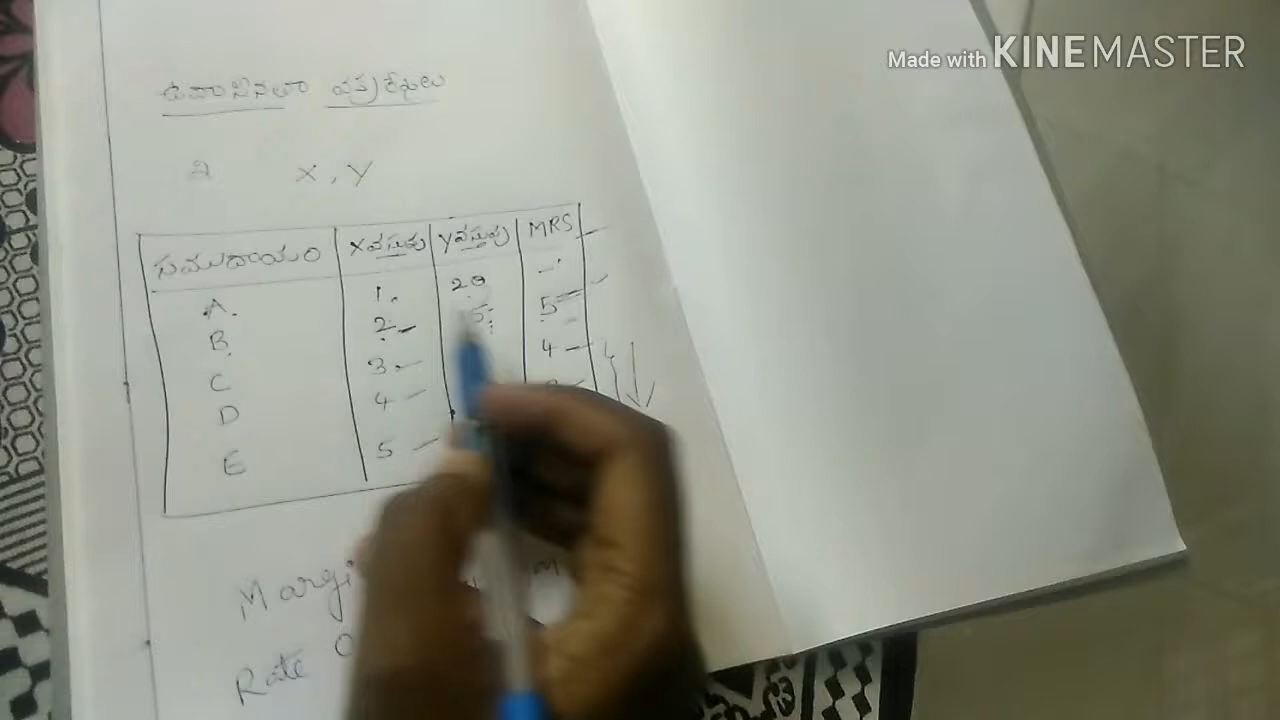 Made with KINEMASTER
ఉదాసీనతా వక్రరేఖలు
2 X, Y
సముదాయం X వస్తువు Y వస్తువు MRS
A. 1. 20 -
B. 2. 5
C 3. 4
D 4
E 5
Rate